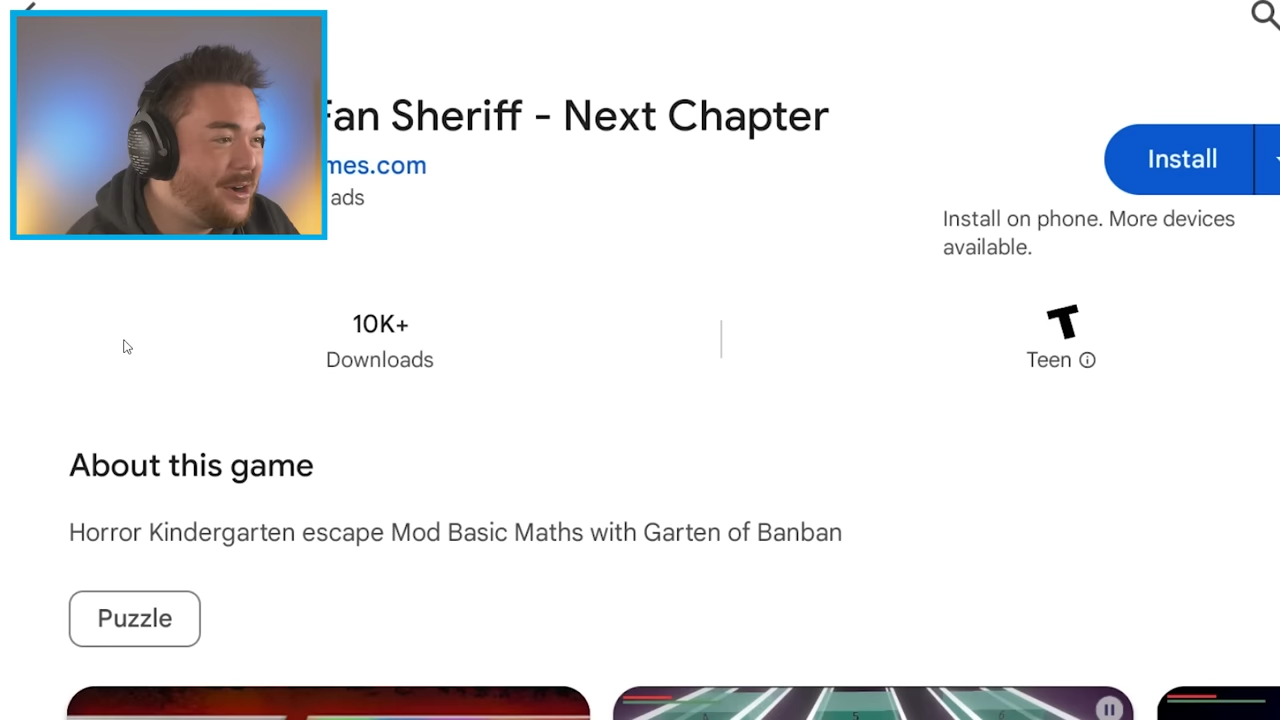 Fan Sheriff - Next Chapter
mes.com
ads
Install
Install on phone. More devices
available.
10K+
Downloads
T
Teen
About this game
Horror Kindergarten escape Mod Basic Maths with Garten of Banban
Puzzle
5